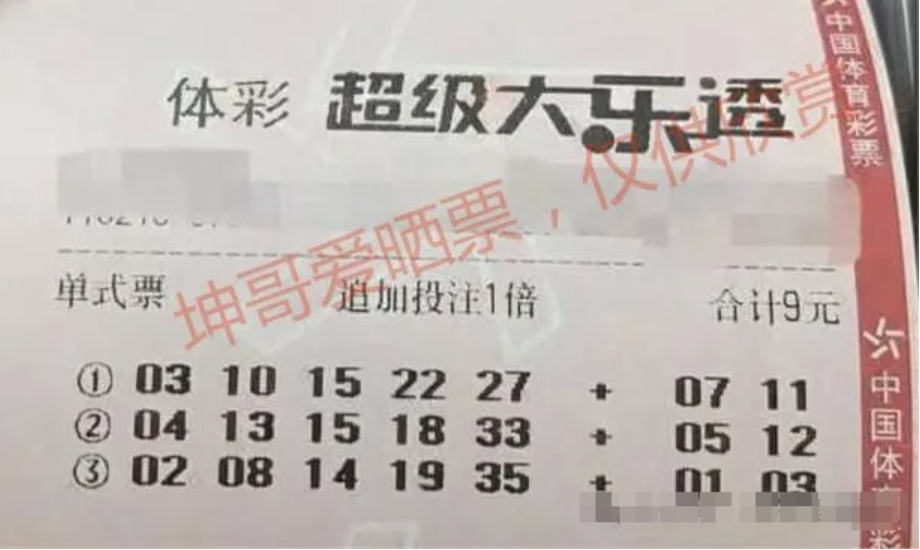 体彩 超级大乐透
单式票 追加投注1倍 合计9元
① 03 10 15 22 27 + 07 11
② 04 13 15 18 33 + 05 12
③ 02 08 14 19 35 + 01 03
坤哥爱晒票，仅供欣赏
中国体育彩票
中国体育彩